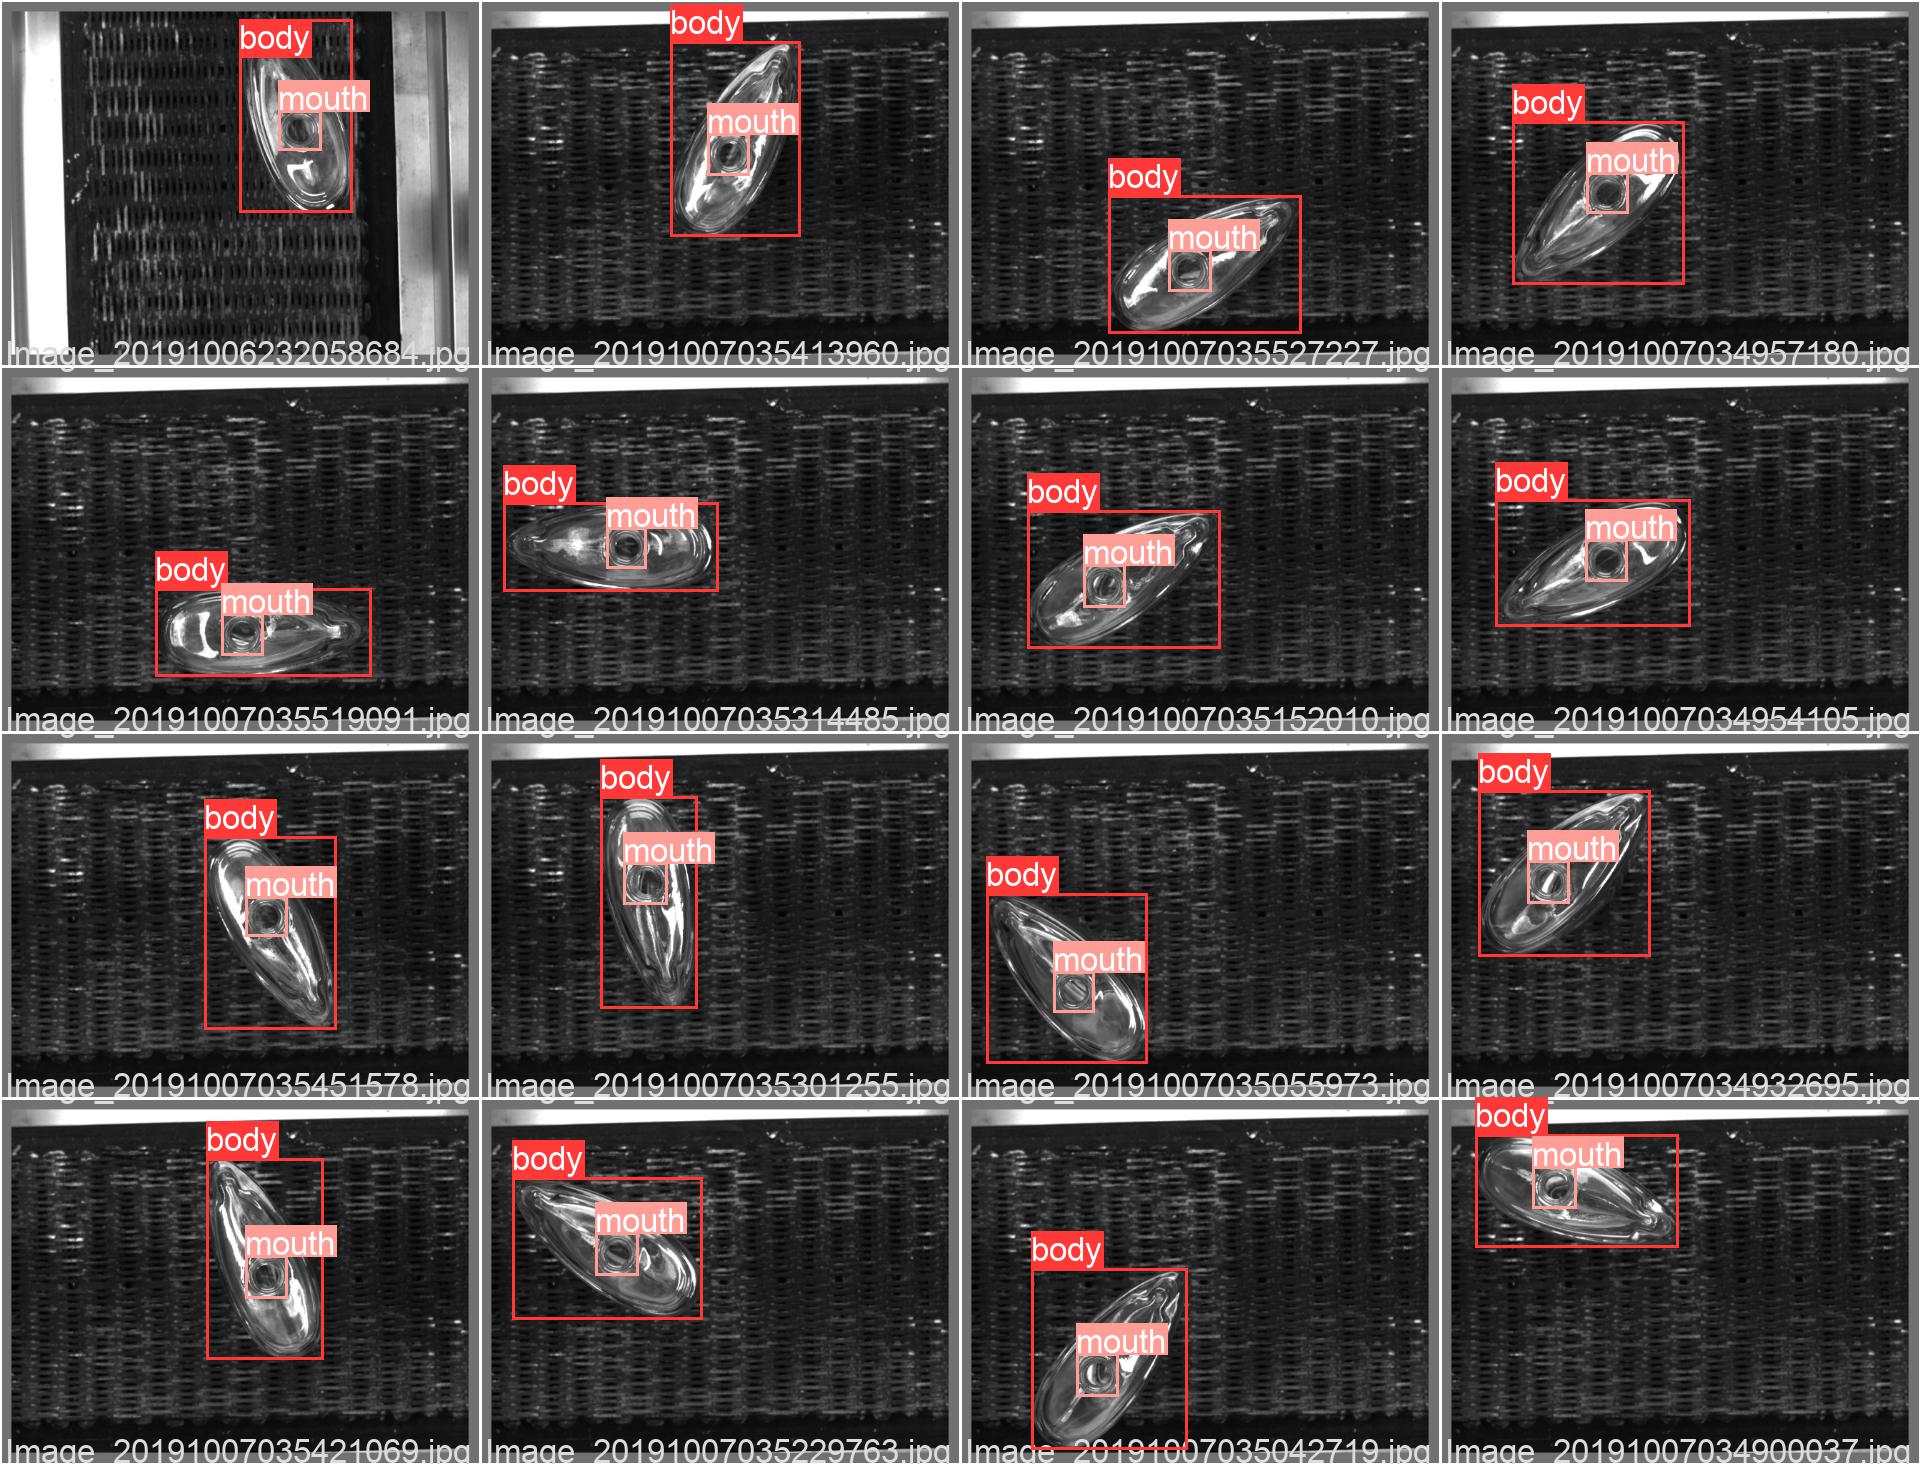 body
mouth
Image_20191006232058684.jpg
body
mouth
Image_20191007035413960.jpg
body
mouth
Image_20191007035527227.jpg
body
mouth
Image_20191007034957180.jpg
body
mouth
Image_20191007035519091.jpg
body
mouth
Image_20191007035314485.jpg
body
mouth
Image_20191007035152010.jpg
body
mouth
Image_20191007034954105.jpg
body
mouth
Image_20191007035451578.jpg
body
mouth
Image_20191007035301255.jpg
body
mouth
Image_20191007035055973.jpg
body
mouth
Image_20191007034932695.jpg
body
mouth
Image_20191007035421069.jpg
body
mouth
Image_20191007035229763.jpg
body
mouth
Image_20191007035042719.jpg
body
mouth
Image_20191007034900037.jpg